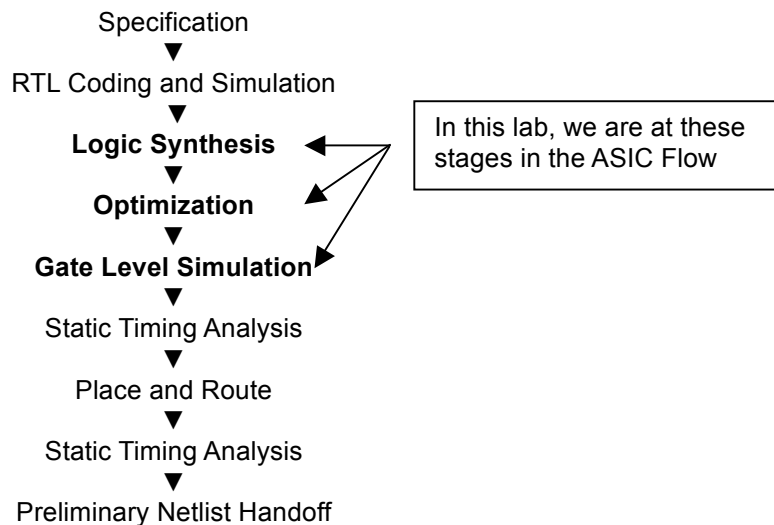 Specification
RTL Coding and Simulation
Logic Synthesis
Optimization
Gate Level Simulation
Static Timing Analysis
Place and Route
Static Timing Analysis
Preliminary Netlist Handoff
In this lab, we are at these
stages in the ASIC Flow